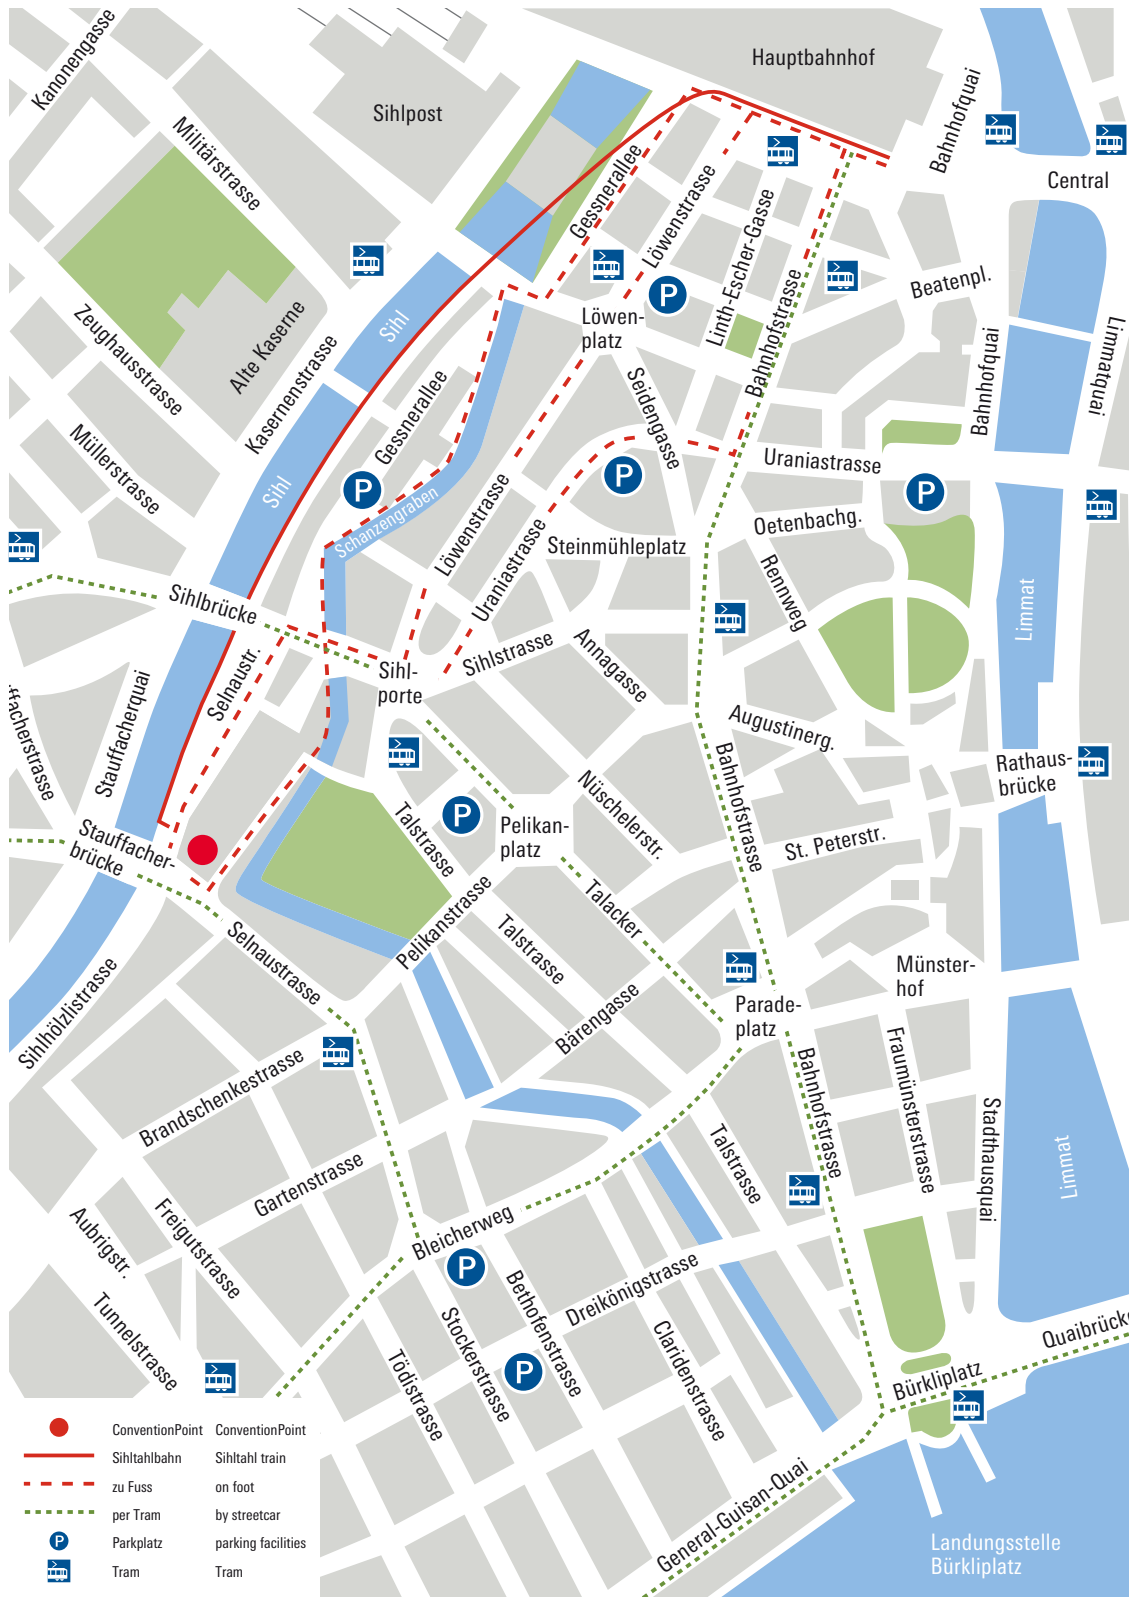 Kanonengasse
Hauptbahnhof
Sihlpost
Bahnhofquai
Militärstrasse
Central
Gessnerallee
Löwenstrasse
Linth-Escher-Gasse
Bahnhofstrasse
Beatenpl.
Löwen-
platz
Zeughausstrasse
Alte Kaserne
Kasernenstrasse
Sihl
Bahnhofquai
Limmatquai
Seidengasse
Gessnerallee
Müllerstrasse
Sihl
Uraniastrasse
P
P
P
P
Schanzengraben
Löwenstrasse
Uraniastrasse
Steinmühleplatz
Oetenbachg.
Rennweg
Limmat
Sihlbrücke
Sihl-
porte
Sihlstrasse
Annagasse
Selnaustr.
Stauffacherquai
ffacherstrasse
Augustinerg.
Bahnhofstrasse
Rathaus-
brücke
Nüschelerstr.
Talstrasse
P
Pelikan-
platz
St. Peterstr.
Stauffacher-
brücke
Talacker
Pelikanstrasse
Talstrasse
Selnaustrasse
Münster-
hof
Parade-
platz
Bärengasse
Sihlhölzlistrasse
Brandschenkestrasse
Bahnhofstrasse
Fraumünsterstrasse
Stadthausquai
Limmat
Talstrasse
Gartenstrasse
Freigutstrasse
Aubrigstr.
Bleicherweg
P
Bethofenstrasse
Dreikönigstrasse
Tunnelstrasse
Stockerstrasse
Tödistrasse
P
Claridenstrasse
Quaibrücke
Bürkliplatz
General-Guisan-Quai
Landungsstelle
Bürkliplatz
ConventionPoint ConventionPoint
Sihltahlbahn Sihltahl train
zu Fuss on foot
per Tram by streetcar
P Parkplatz parking facilities
Tram Tram